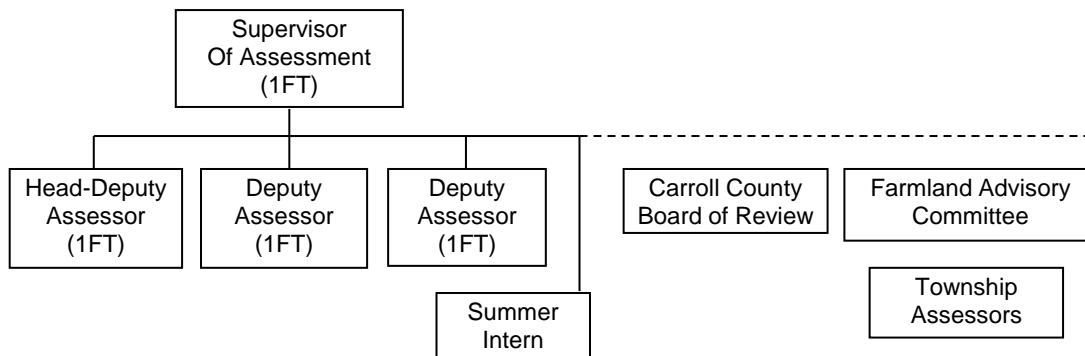 Supervisor
Of Assessment
(1FT)
Head-Deputy
Assessor
(1FT)
Deputy
Assessor
(1FT)
Deputy
Assessor
(1FT)
Summer
Intern
Carroll County
Board of Review
Farmland Advisory
Committee
Township
Assessors